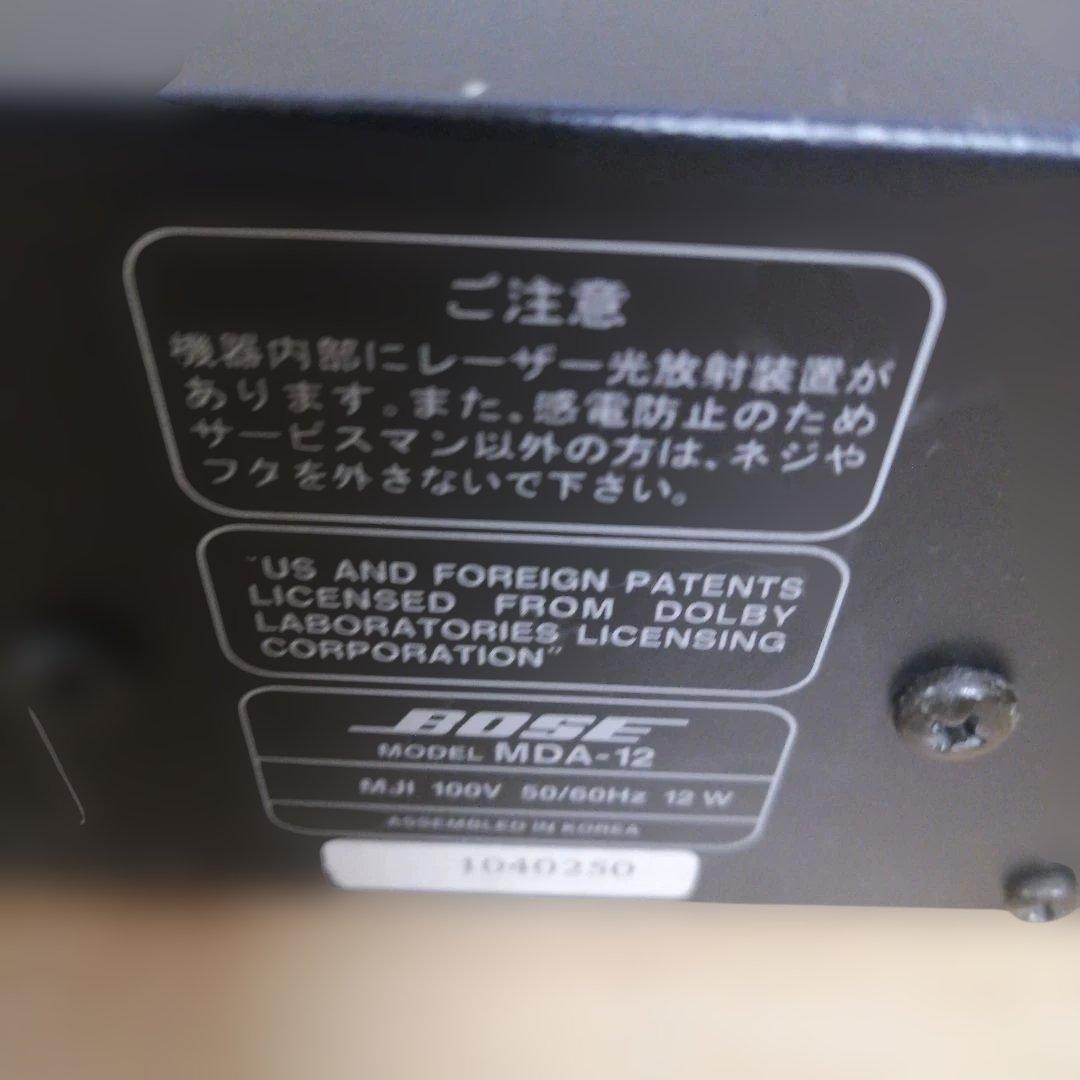 ご注意
機器内部にレーザー光放射装置が
あります。また、感電防止のため
サービスマン以外の方は、ネジや
フタを外さないで下さい。
"US AND FOREIGN PATENTS
LICENSED FROM DOLBY
LABORATORIES LICENSING
CORPORATION"
BOSE
MODEL MDA-12
MJI 100V 50/60Hz 12 W
ASSEMBLED IN KOREA
1040250